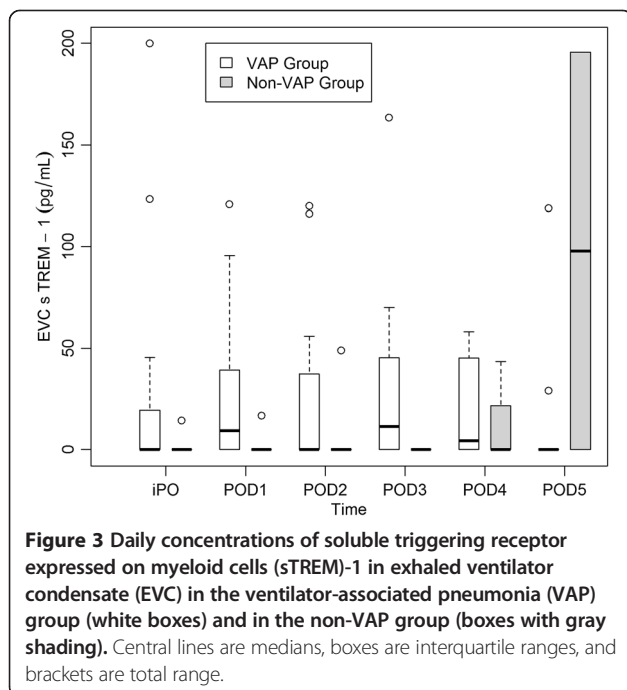 200
150
100
50
0
EVC s TREM – 1 (pg/mL)
VAP Group
Non-VAP Group
iPO POD1 POD2 POD3 POD4 POD5
Time
Figure 3 Daily concentrations of soluble triggering receptor
expressed on myeloid cells (sTREM)-1 in exhaled ventilator
condensate (EVC) in the ventilator-associated pneumonia (VAP)
group (white boxes) and in the non-VAP group (boxes with gray
shading). Central lines are medians, boxes are interquartile ranges, and
brackets are total range.